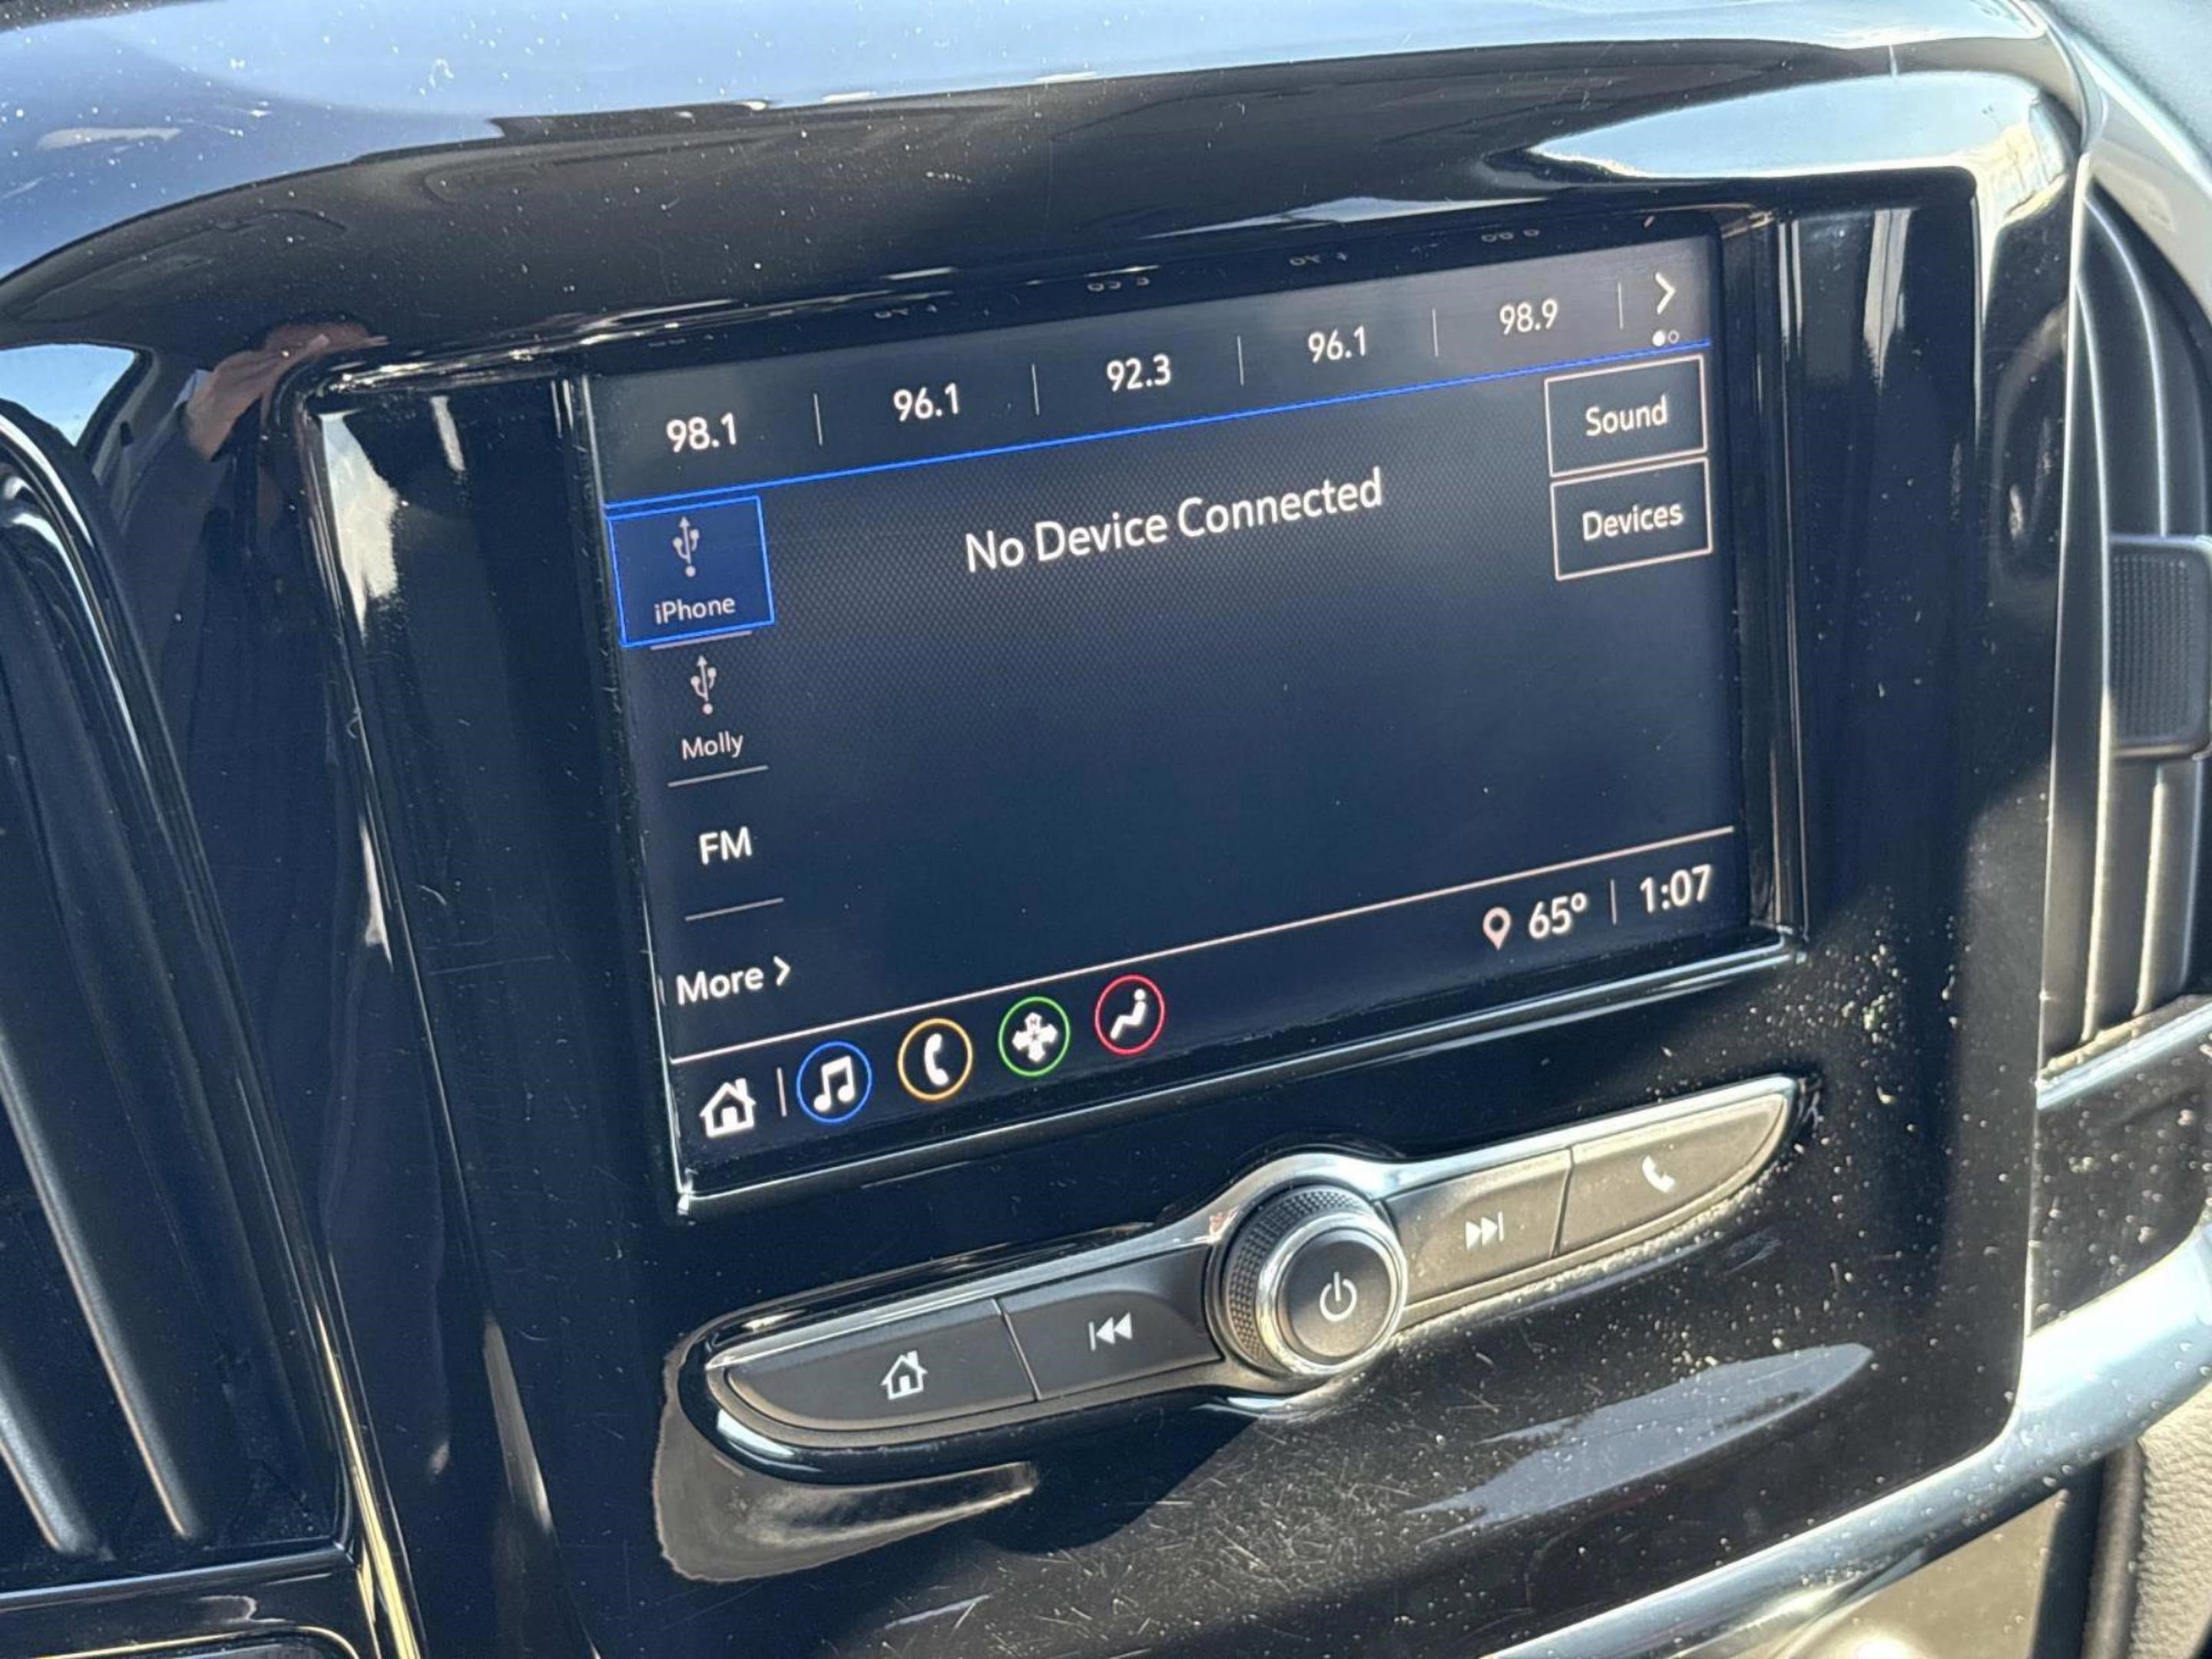 98.1 96.1 92.3 96.1 98.9
No Device Connected
Sound
Devices
iPhone
Molly
FM
More
65° 1:07